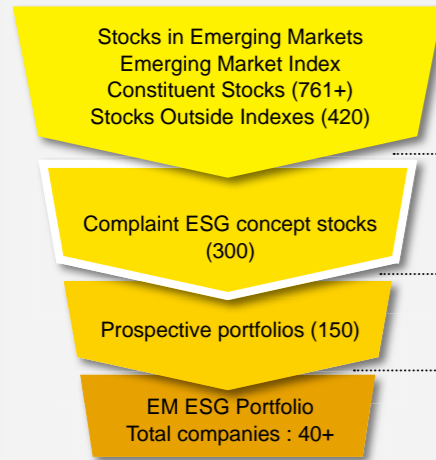 Stocks in Emerging Markets
Emerging Market Index
Constituent Stocks (761+)
Stocks Outside Indexes (420)
Complaint ESG concept stocks
(300)
Prospective portfolios (150)
EM ESG Portfolio
Total companies : 40+